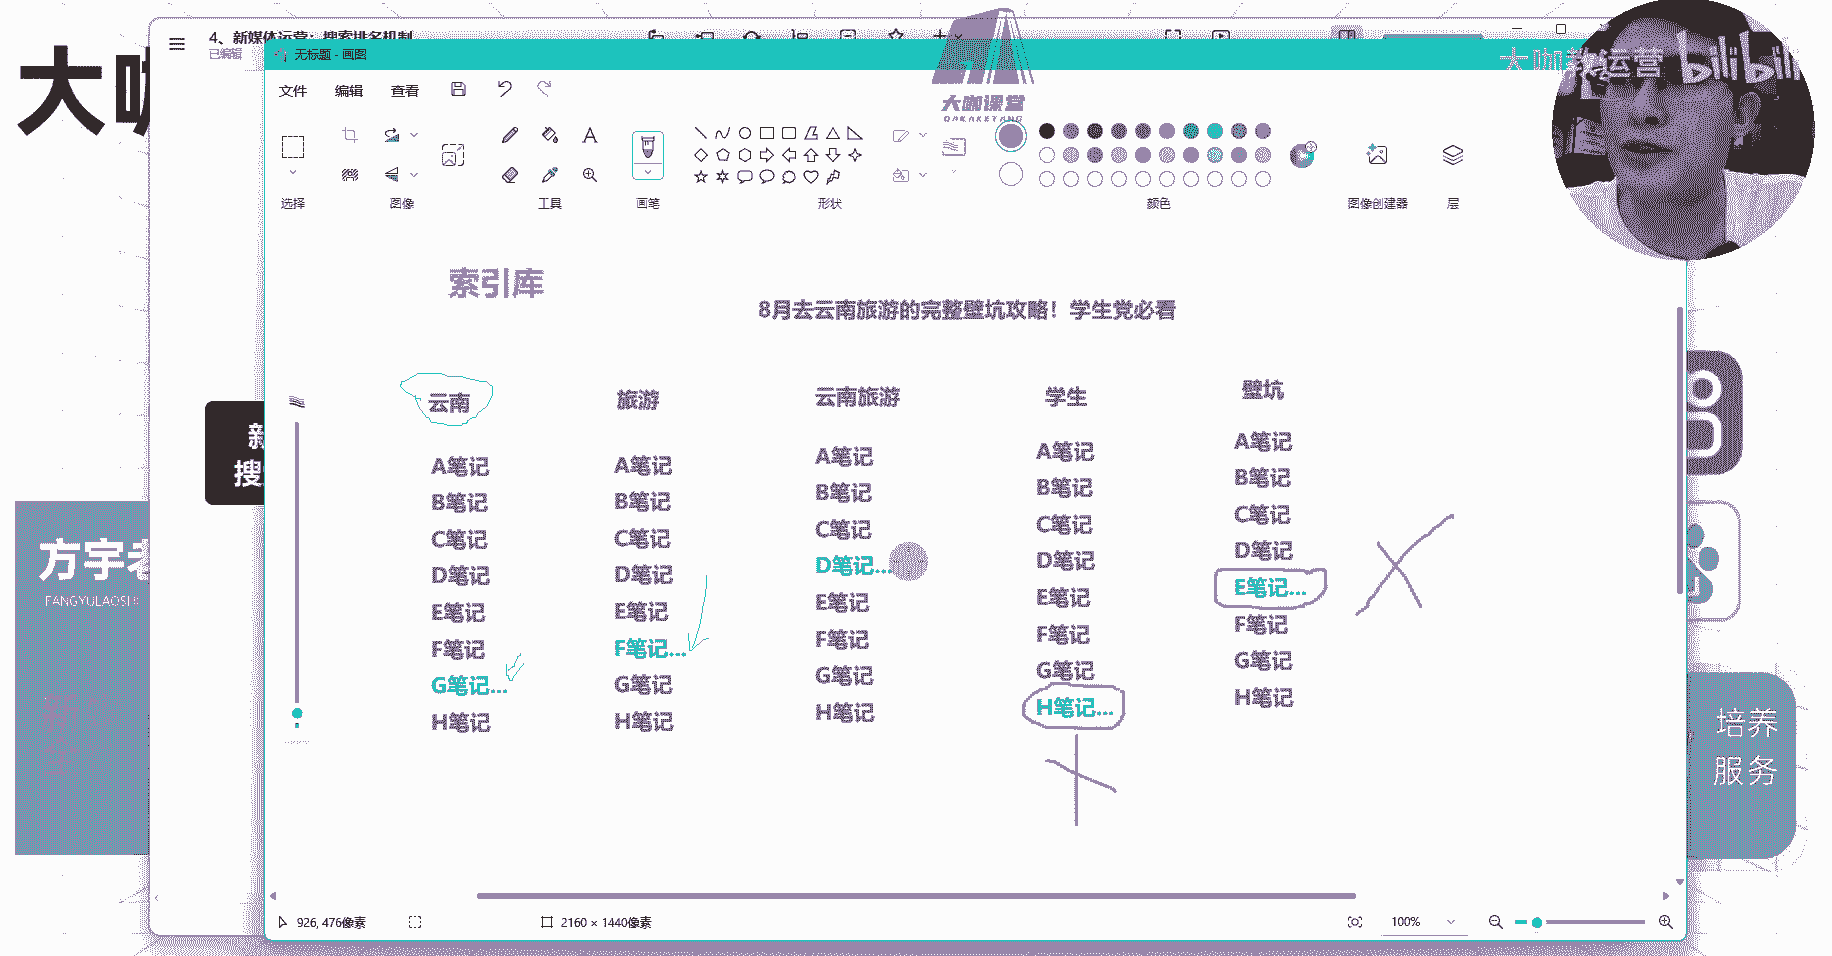 4、新媒体运营：搜索排名机制
已编辑
大咖
无标题 - 画图
大咖教运营 bilibili
文件 编辑 查看
大咖课堂
DAKAKETANG
选择 图像 工具 画笔 形状 颜色 图像创建器 层
索引库
8月去云南旅游的完整壁坑攻略！学生党必看
云南 旅游 云南旅游 学生 壁坑
A笔记 A笔记 A笔记 A笔记 A笔记
B笔记 B笔记 B笔记 B笔记 B笔记
C笔记 C笔记 C笔记 C笔记 C笔记
D笔记 D笔记 D笔记... D笔记 D笔记
E笔记 E笔记 E笔记 E笔记 E笔记...
F笔记 F笔记... F笔记 F笔记 F笔记
G笔记... G笔记 G笔记 G笔记 G笔记
H笔记 H笔记 H笔记 H笔记... H笔记
新
搜
方宇老
FANGYULAOSHI
培养
服务
926, 476像素 2160 × 1440像素 100%